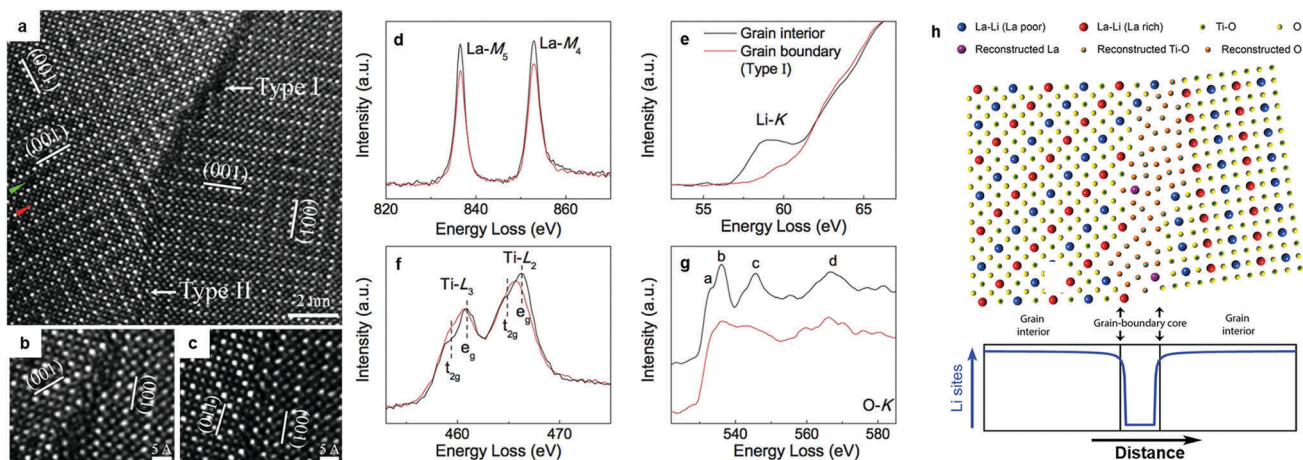 a
(001)
Type I
(001)
(001)
(100)
Type II
2 nm
b
(001)
(100)
5 Å
c
(011)
(100)
5 Å
d
La-M5
La-M4
Intensity (a.u.)
820 840 860
Energy Loss (eV)
e
Grain interior
Grain boundary
(Type I)
Li-K
Intensity (a.u.)
55 60 65
Energy Loss (eV)
f
Ti-L2
Ti-L3
t2g
eg
t2g
eg
Intensity (a.u.)
460 470
Energy Loss (eV)
g
a
b
c
d
O-K
Intensity (a.u.)
540 560 580
Energy Loss (eV)
h
La-Li (La poor) La-Li (La rich) Ti-O O
Reconstructed La Reconstructed Ti-O Reconstructed O
Grain
interior
Grain-boundary core
Grain
interior
Li sites
Distance